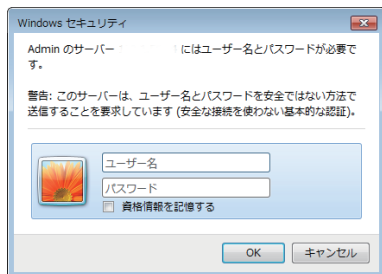 Windows セキュリティ
Admin のサーバー にはユーザー名とパスワードが必要で
す。
警告: このサーバーは、ユーザー名とパスワードを安全ではない方法で
送信することを要求しています (安全な接続を使わない基本的な認証)。
ユーザー名
パスワード
資格情報を記憶する
OK キャンセル